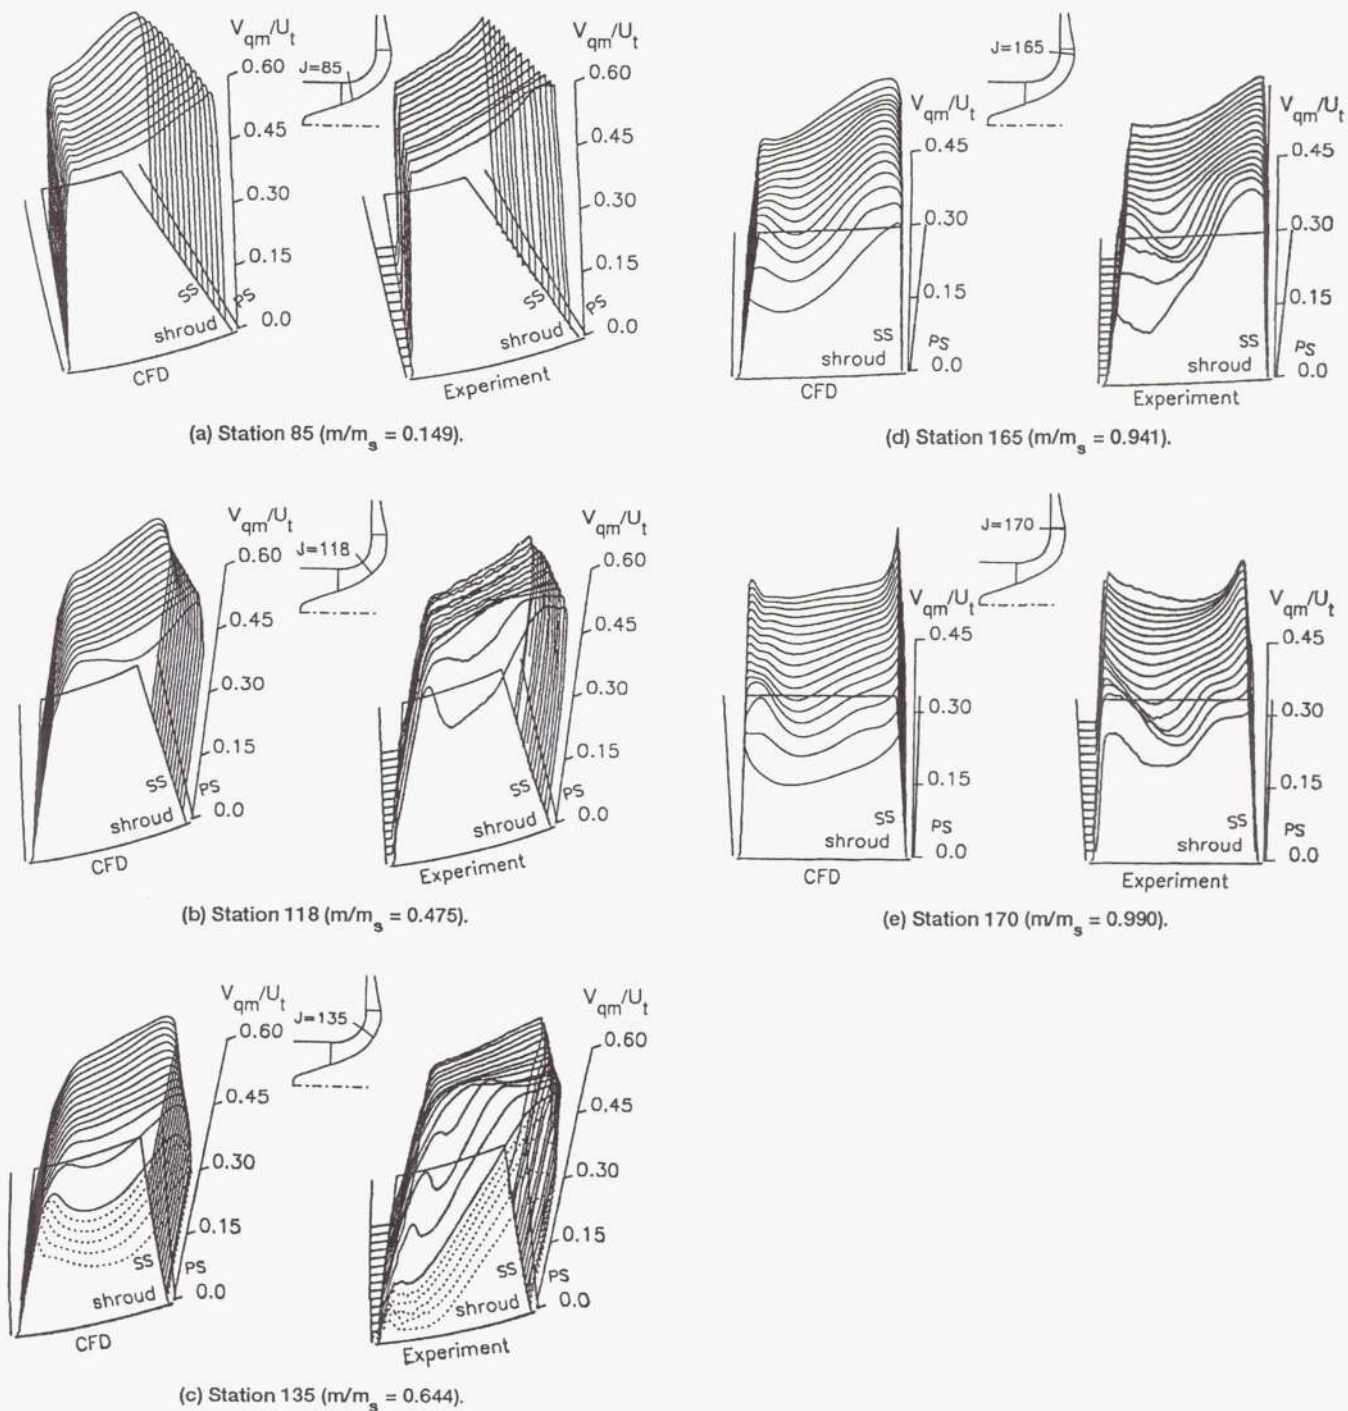 V_qm/U_t
0.60
0.45
0.30
0.15
0.0
SS
PS
shroud
CFD
J=85
V_qm/U_t
0.60
0.45
0.30
0.15
0.0
SS
PS
shroud
Experiment
(a) Station 85 (m/m_s = 0.149).
V_qm/U_t
0.60
0.45
0.30
0.15
0.0
SS
PS
shroud
CFD
J=118
V_qm/U_t
0.60
0.45
0.30
0.15
0.0
SS
PS
shroud
Experiment
(b) Station 118 (m/m_s = 0.475).
V_qm/U_t
0.60
0.45
0.30
0.15
0.0
SS
PS
shroud
CFD
J=135
V_qm/U_t
0.60
0.45
0.30
0.15
0.0
SS
PS
shroud
Experiment
(c) Station 135 (m/m_s = 0.644).
V_qm/U_t
0.45
0.30
0.15
0.0
SS
PS
shroud
CFD
J=165
V_qm/U_t
0.45
0.30
0.15
0.0
SS
PS
shroud
Experiment
(d) Station 165 (m/m_s = 0.941).
V_qm/U_t
0.45
0.30
0.15
0.0
SS
PS
shroud
CFD
J=170
V_qm/U_t
0.45
0.30
0.15
0.0
SS
PS
shroud
Experiment
(e) Station 170 (m/m_s = 0.990).